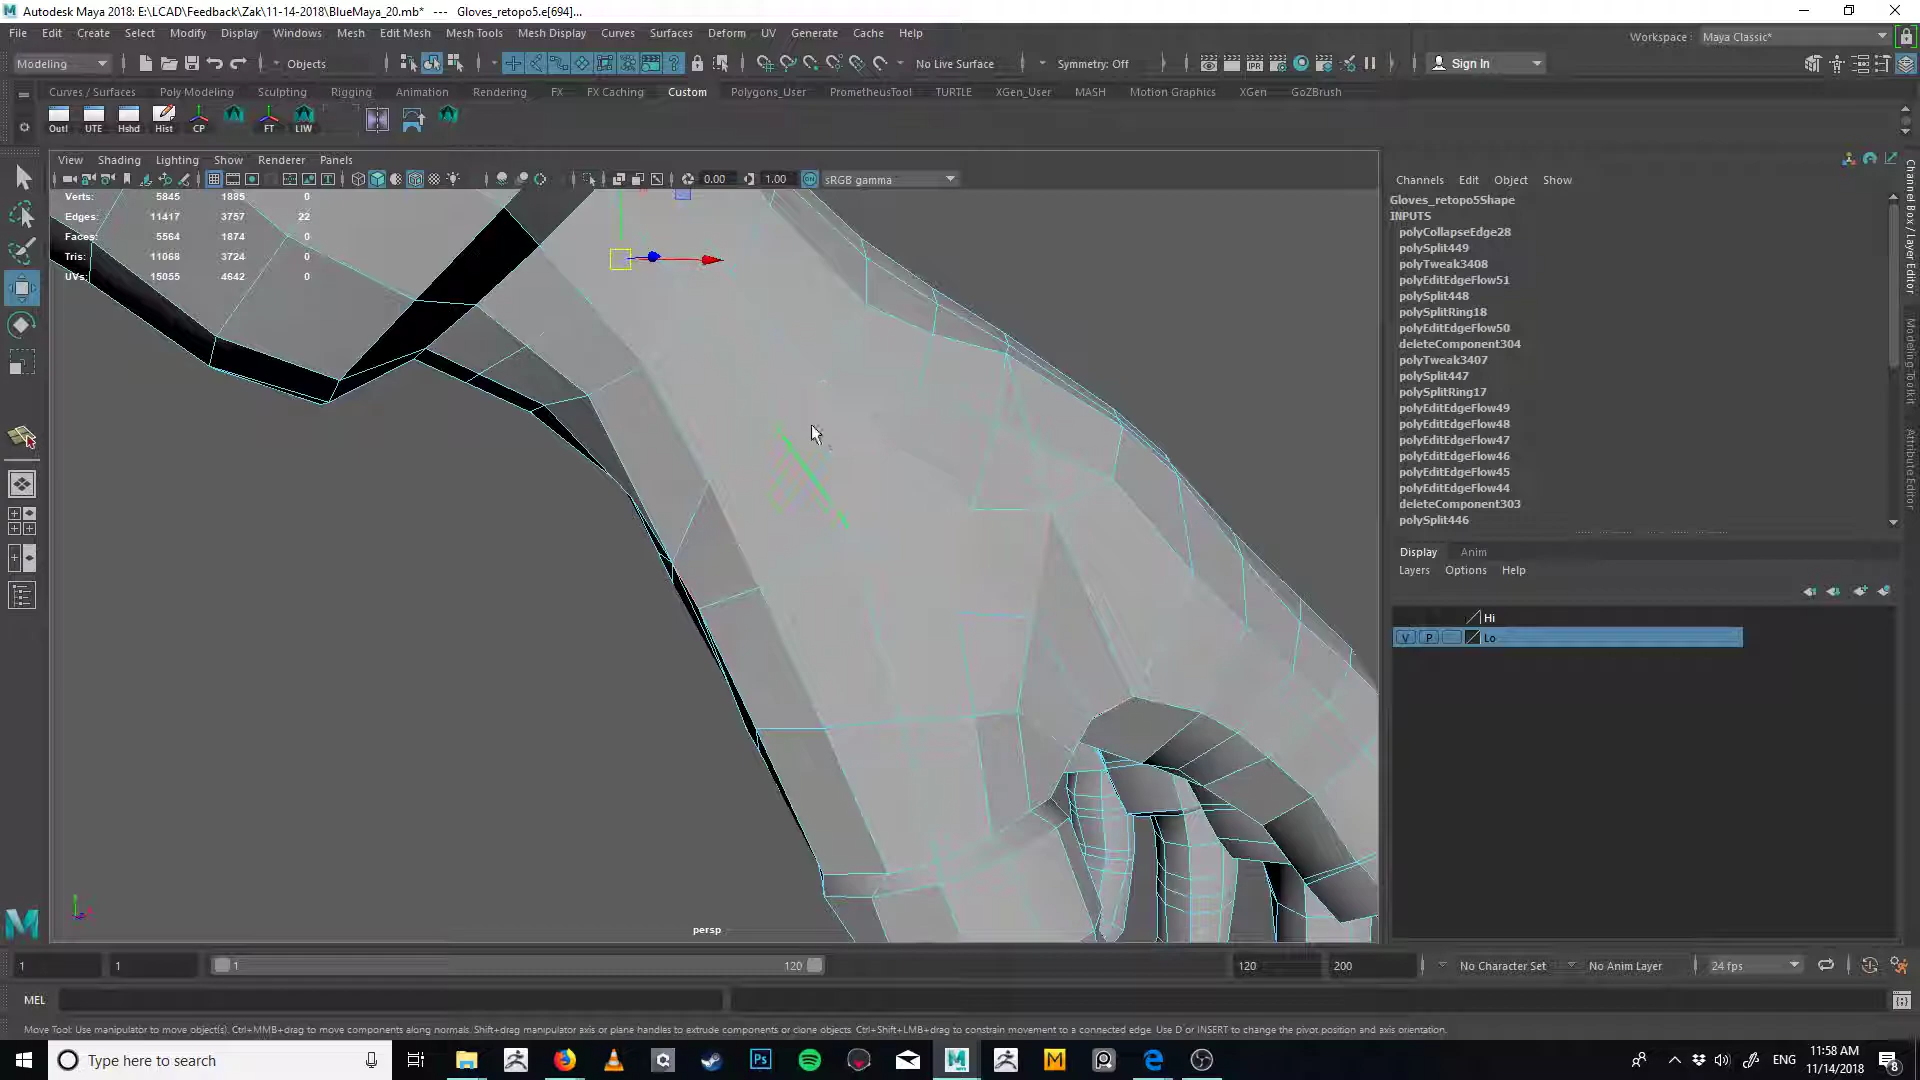 Autodesk Maya 2018: E:\LCAD\Feedback\Zak\11-14-2018\BlueMaya_20.mb* --- Gloves_retopo5.e[694]...
File Edit Create Select Modify Display Windows Mesh Edit Mesh Mesh Tools Mesh Display Curves Surfaces Deform UV Generate Cache Help
Workspace : Maya Classic*
Modeling Objects No Live Surface Symmetry: Off Sign In
Curves / Surfaces Poly Modeling Sculpting Rigging Animation Rendering FX FX Caching Custom Polygons_User PrometheusTool TURTLE XGen_User MASH Motion Graphics XGen GoZBrush
Outl UTE Hshd Hist CP FT LIW
View Shading Lighting Show Renderer Panels
0.00 1.00 sRGB gamma
Verts: 5845 1885 0
Edges: 11417 3757 22
Faces: 5564 1874 0
Tris: 11068 3724 0
UVs: 15055 4642 0
persp
Channels Edit Object Show
Gloves_retopo5Shape
INPUTS
polyCollapseEdge28
polySplit449
polyTweak3408
polyEditEdgeFlow51
polySplit448
polySplitRing18
polyEditEdgeFlow50
deleteComponent304
polyTweak3407
polySplit447
polySplitRing17
polyEditEdgeFlow49
polyEditEdgeFlow48
polyEditEdgeFlow47
polyEditEdgeFlow46
polyEditEdgeFlow45
polyEditEdgeFlow44
deleteComponent303
polySplit446
Display Anim
Layers Options Help
Hi
V P Lo
Channel Box / Layer Editor
Modeling Toolkit
Attribute Editor
1 1 1 120 120 200 No Character Set No Anim Layer 24 fps
MEL
Move Tool: Use manipulator to move object(s). Ctrl+MMB+drag to move components along normals. Shift+drag manipulator axis or plane handles to extrude components or clone objects. Ctrl+Shift+LMB+drag to constrain movement to a connected edge. Use D or INSERT to change the pivot position and axis orientation.
Type here to search
ENG
11:58 AM
11/14/2018
8